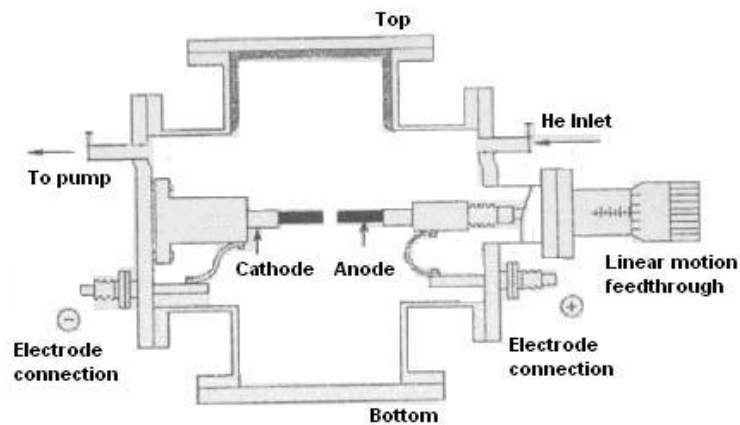 Top
He Inlet
To pump
Cathode
Anode
Linear motion
feedthrough
−
+
Electrode
connection
Electrode
connection
Bottom